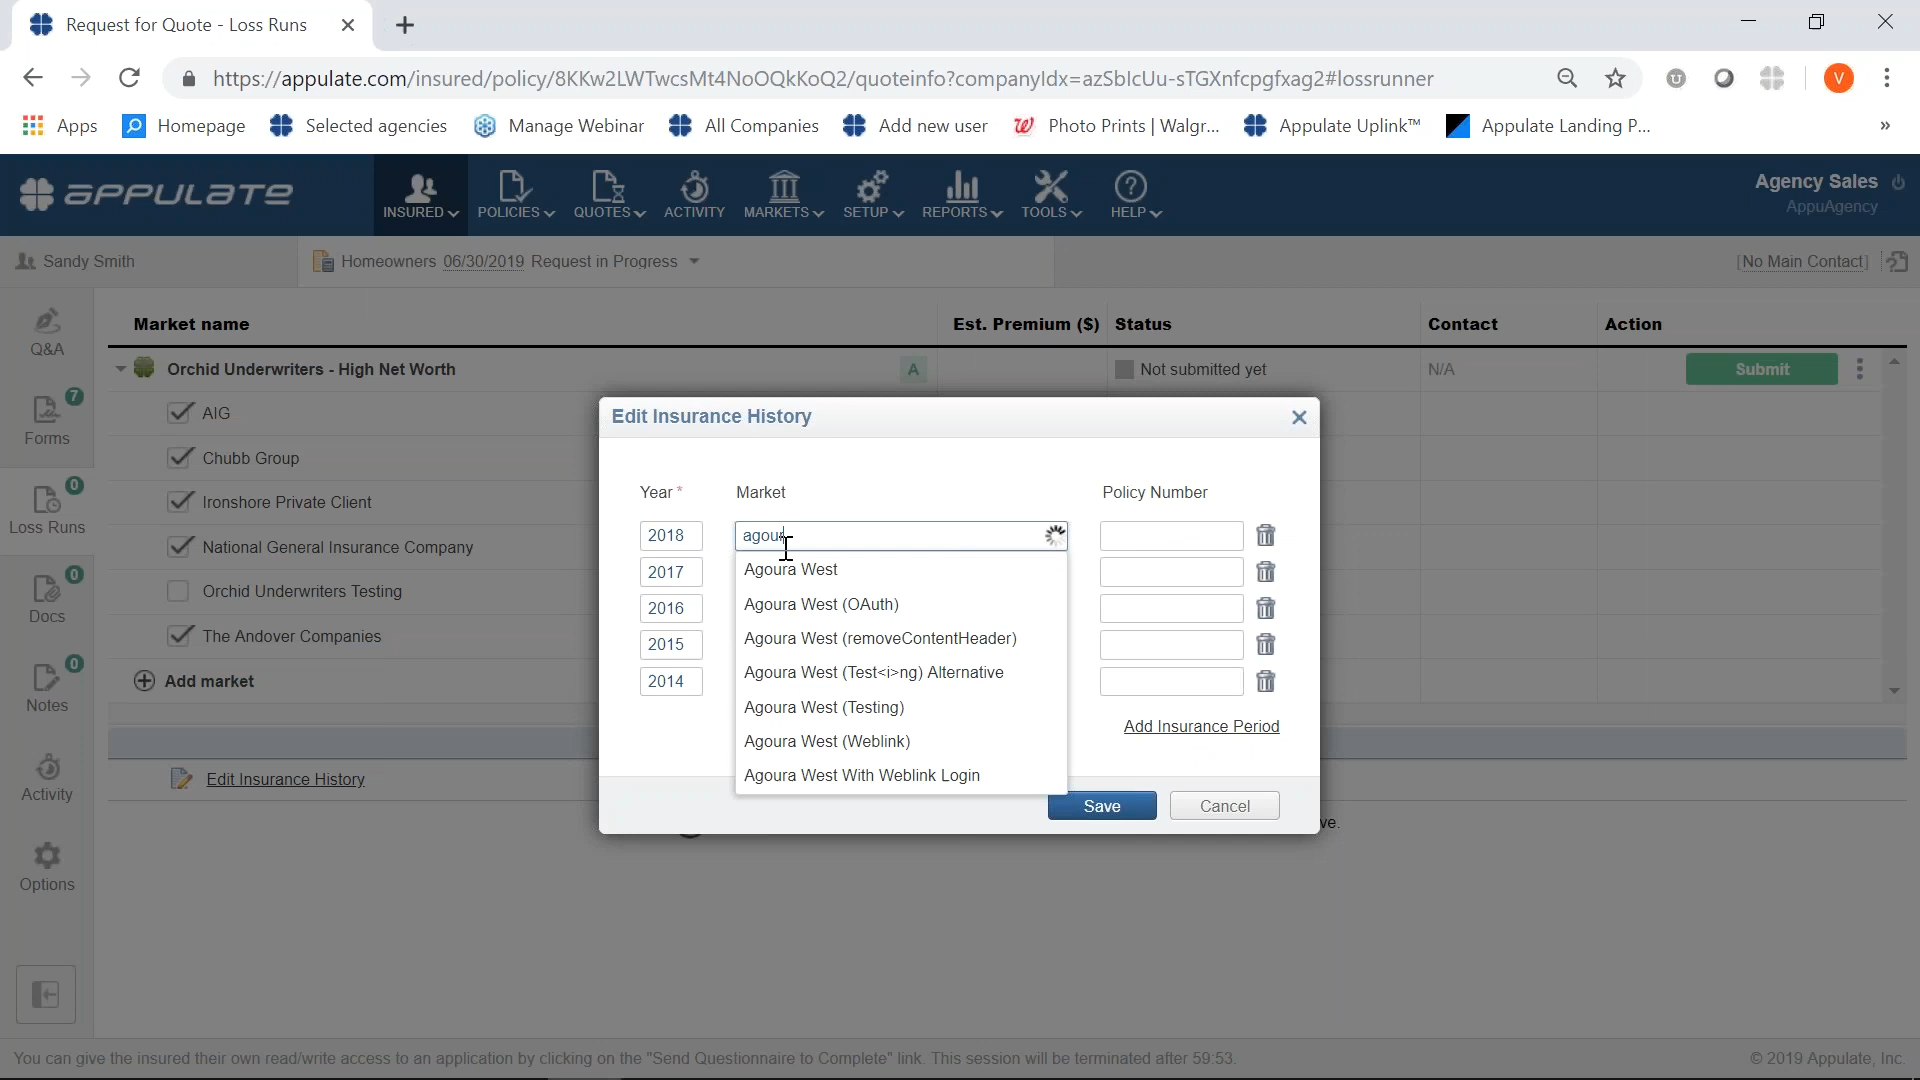 Request for Quote - Loss Runs
https://appulate.com/insured/policy/8KKw2LWTwcsMt4NoOQkKoQ2/quoteinfo?companyIdx=azSbIcUu-sTGXnfcpgfxag2#lossrunner
V
Apps Homepage Selected agencies Manage Webinar All Companies Add new user Photo Prints | Walgr... Appulate Uplink™ Appulate Landing P... »
APPULATE INSURED POLICIES QUOTES ACTIVITY MARKETS SETUP REPORTS TOOLS HELP
Agency Sales
AppuAgency
Sandy Smith Homeowners 06/30/2019 Request in Progress [No Main Contact]
Q&A
Forms 7
Loss Runs 0
Docs 0
Notes 0
Activity
Options
Market name Est. Premium ($) Status Contact Action
Orchid Underwriters - High Net Worth A Not submitted yet N/A Submit
AIG
Chubb Group
Ironshore Private Client
National General Insurance Company
Orchid Underwriters Testing
The Andover Companies
Add market
Edit Insurance History
ve.
Edit Insurance History
Year * Market Policy Number
2018 agour
2017
2016
2015
2014
Agoura West
Agoura West (OAuth)
Agoura West (removeContentHeader)
Agoura West (Test<i>ng) Alternative
Agoura West (Testing)
Agoura West (Weblink)
Agoura West With Weblink Login
Add Insurance Period
Save Cancel
You can give the insured their own read/write access to an application by clicking on the "Send Questionnaire to Complete" link. This session will be terminated after 59:53.
© 2019 Appulate, Inc.